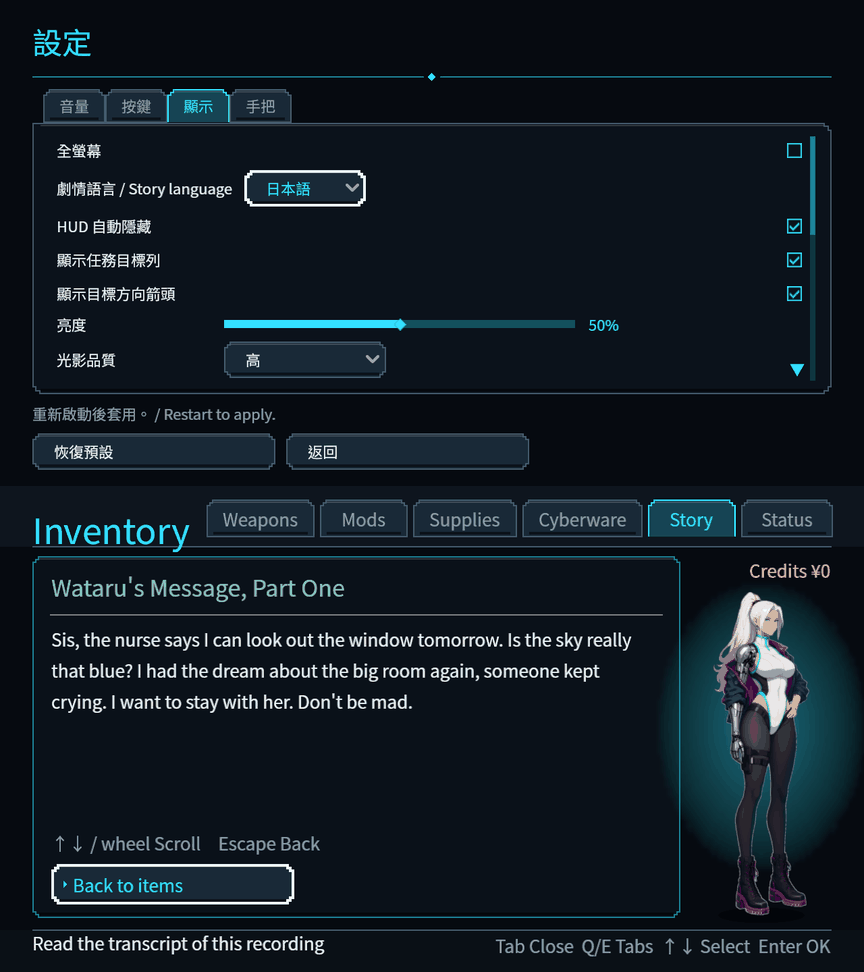 設定
音量 按鍵 顯示 手把
全螢幕
劇情語言 / Story language 日本語
HUD 自動隱藏
顯示任務目標列
顯示目標方向箭頭
亮度 50%
光影品質 高
重新啟動後套用。 / Restart to apply.
恢復預設 返回
Inventory Weapons Mods Supplies Cyberware Story Status
Credits ¥0
Wataru's Message, Part One
Sis, the nurse says I can look out the window tomorrow. Is the sky really
that blue? I had the dream about the big room again, someone kept
crying. I want to stay with her. Don't be mad.
↑↓ / wheel Scroll Escape Back
Back to items
Read the transcript of this recording Tab Close Q/E Tabs ↑↓ Select Enter OK